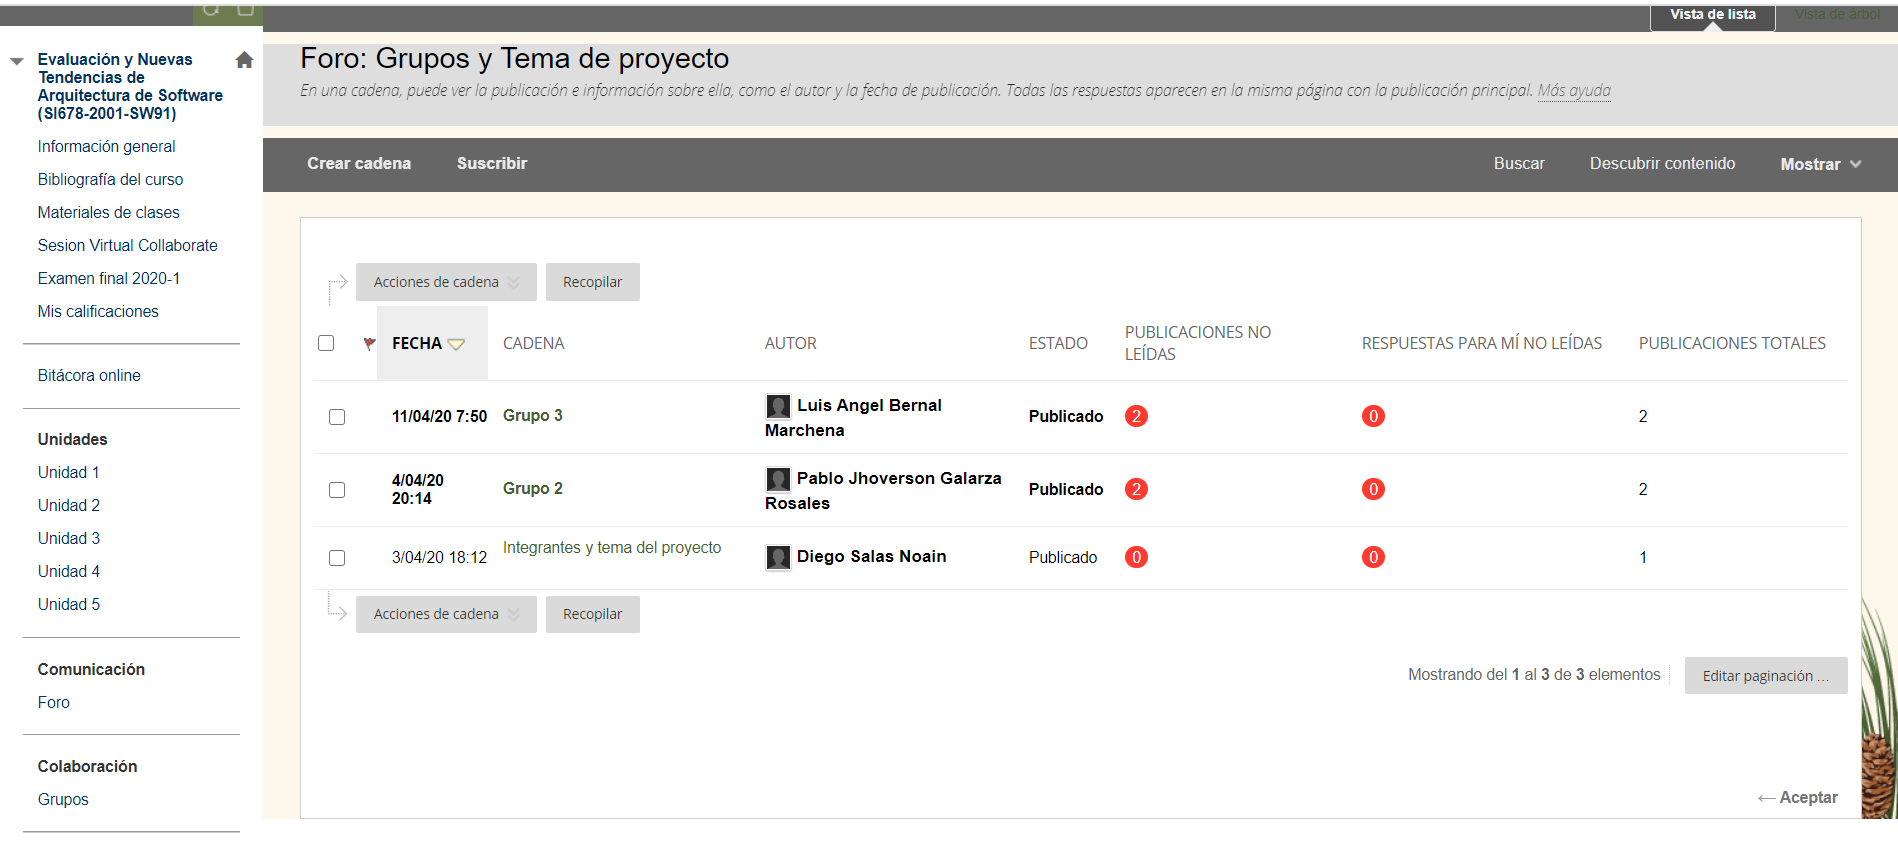 Vista de lista
Vista de árbol
Evaluación y Nuevas
Tendencias de
Arquitectura de Software
(SI678-2001-SW91)
Información general
Bibliografía del curso
Materiales de clases
Sesion Virtual Collaborate
Examen final 2020-1
Mis calificaciones
Bitácora online
Unidades
Unidad 1
Unidad 2
Unidad 3
Unidad 4
Unidad 5
Comunicación
Foro
Colaboración
Grupos
Foro: Grupos y Tema de proyecto
En una cadena, puede ver la publicación e información sobre ella, como el autor y la fecha de publicación. Todas las respuestas aparecen en la misma página con la publicación principal. Más ayuda
Crear cadena Suscribir Buscar Descubrir contenido Mostrar
Acciones de cadena Recopilar
FECHA CADENA AUTOR ESTADO PUBLICACIONES NO LEÍDAS RESPUESTAS PARA MÍ NO LEÍDAS PUBLICACIONES TOTALES
11/04/20 7:50 Grupo 3 Luis Angel Bernal Marchena Publicado 2 0 2
4/04/20 20:14 Grupo 2 Pablo Jhoverson Galarza Rosales Publicado 2 0 2
3/04/20 18:12 Integrantes y tema del proyecto Diego Salas Noain Publicado 0 0 1
Acciones de cadena Recopilar
Mostrando del 1 al 3 de 3 elementos Editar paginación ...
← Aceptar